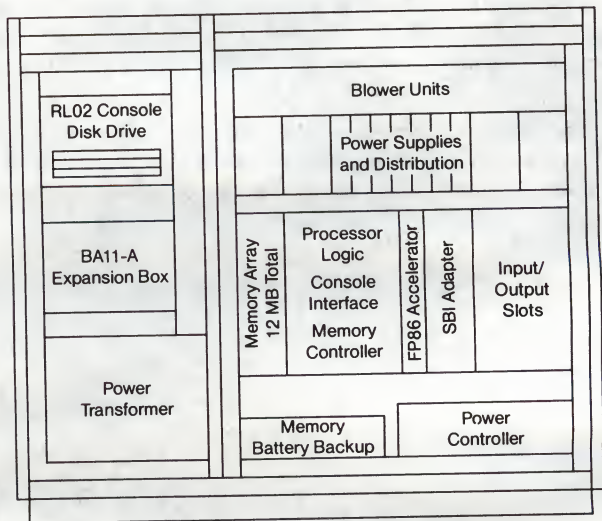 RL02 Console
Disk Drive
BA11-A
Expansion Box
Power
Transformer
Blower Units
Power Supplies
and Distribution
Memory Array
12 MB Total
Processor
Logic
Console
Interface
Memory
Controller
FP86 Accelerator
SBI Adapter
Input/
Output
Slots
Memory
Battery Backup
Power
Controller